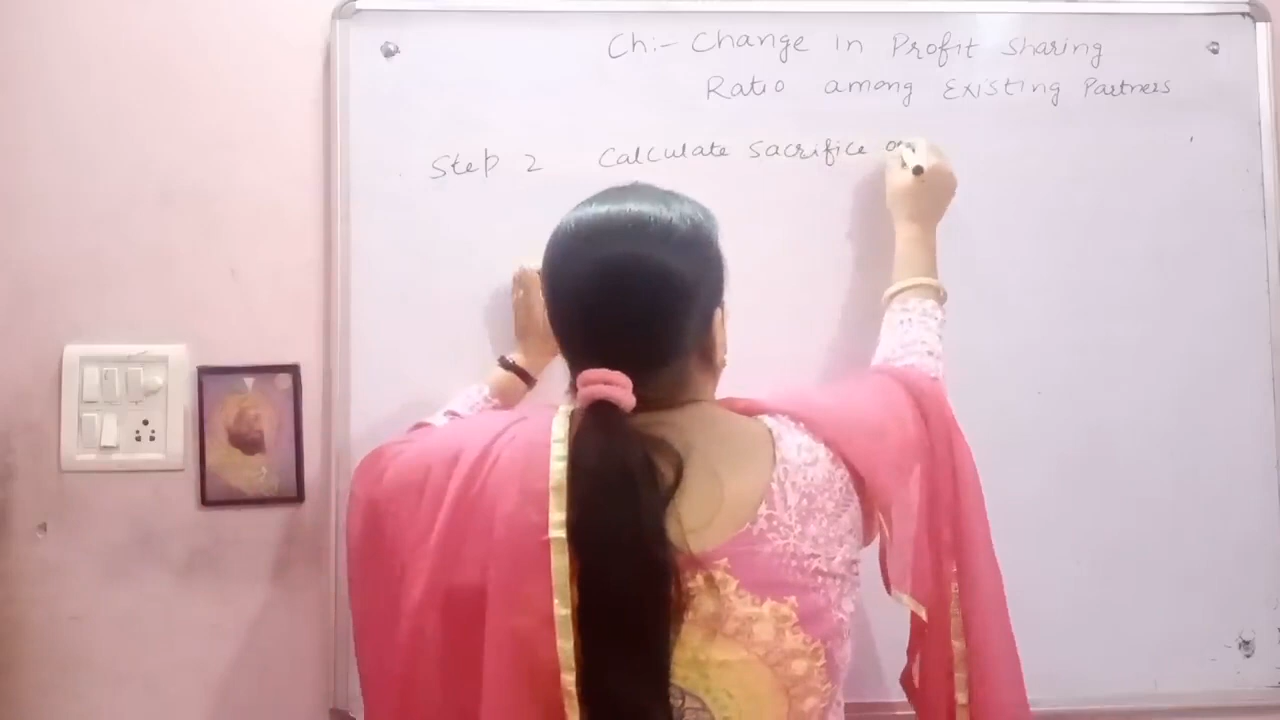 Ch:- Change in Profit Sharing
Ratio among Existing Partners
Step 2 Calculate Sacrifice